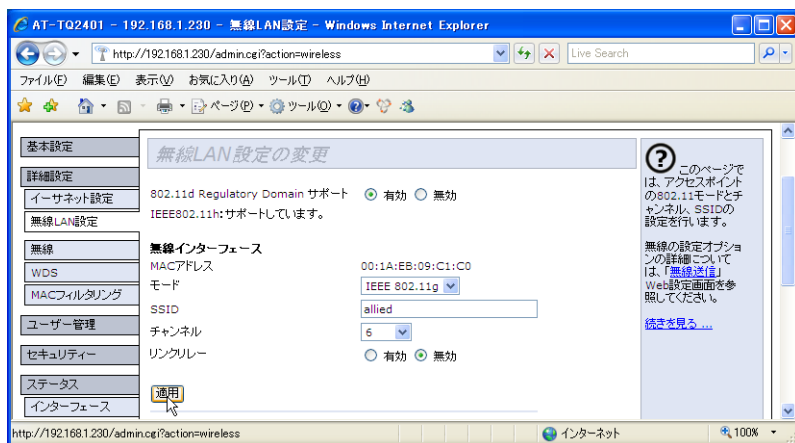 AT-TQ2401 - 192.168.1.230 - 無線LAN設定 - Windows Internet Explorer
http://192.168.1.230/admin.cgi?action=wireless
Live Search
ファイル(F) 編集(E) 表示(V) お気に入り(A) ツール(T) ヘルプ(H)
ページ(P) ツール(O)
基本設定
詳細設定
イーサネット設定
無線LAN設定
無線
WDS
MACフィルタリング
ユーザー管理
セキュリティー
ステータス
インターフェース
無線LAN設定の変更
802.11d Regulatory Domain サポート 有効 無効
IEEE802.11h:サポートしています。
無線インターフェース
MACアドレス 00:1A:EB:09:C1:C0
モード IEEE 802.11g
SSID allied
チャンネル 6
リンクリレー 有効 無効
適用
?
このページで
は、アクセスポイント
の802.11モードとチ
ャンネル、SSIDの
設定を行います。
無線の設定オプショ
ンの詳細について
は、「無線送信」
Web設定画面を参
照してください。
続きを見る ...
http://192.168.1.230/admin.cgi?action=wireless インターネット 100%